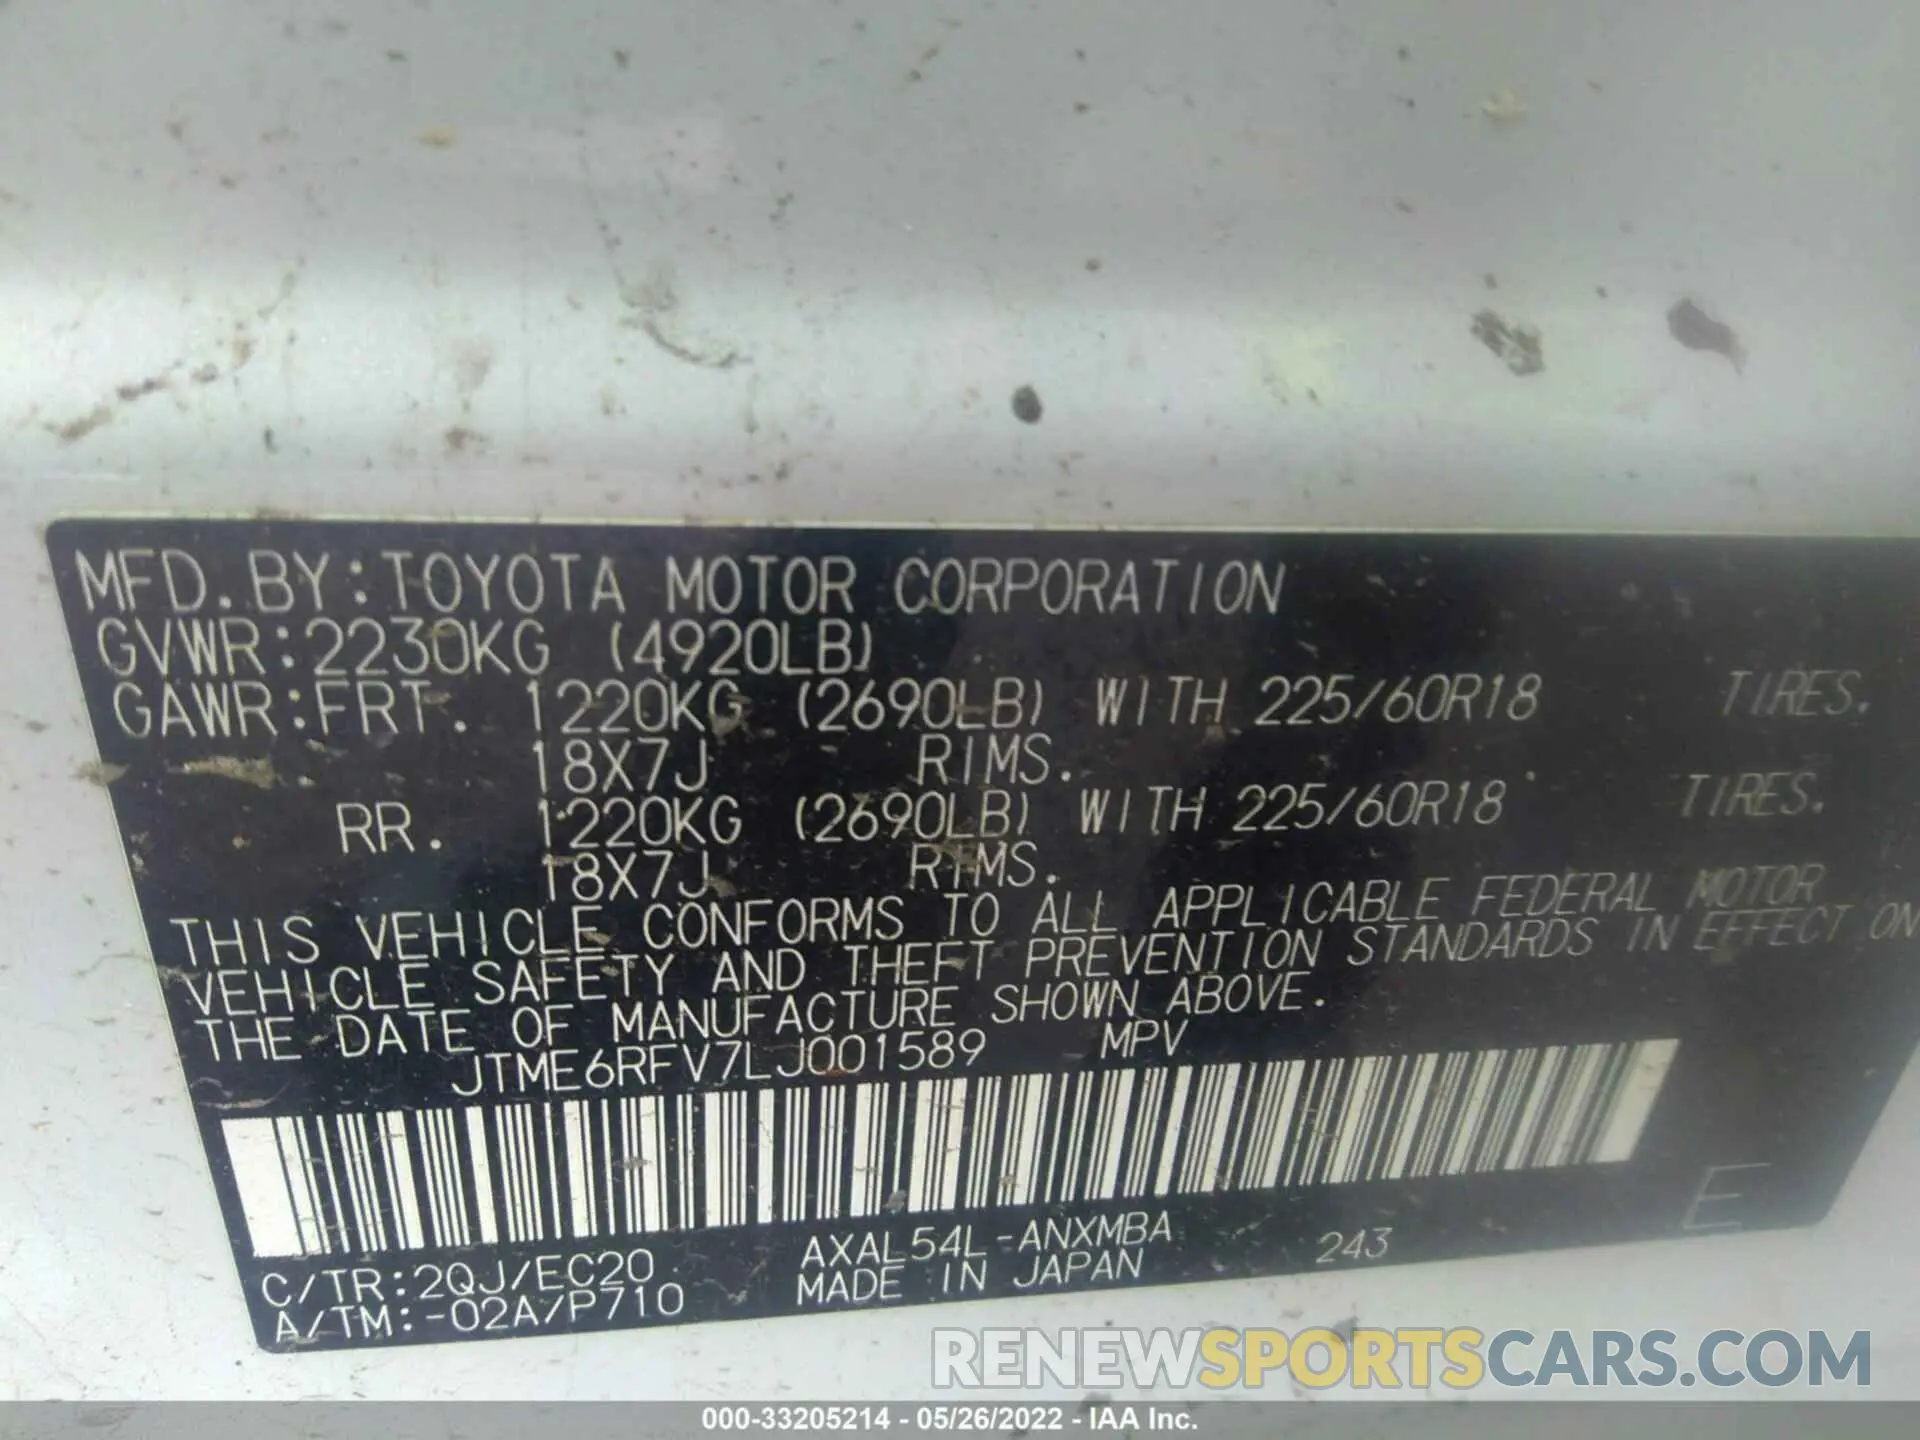 MFD.BY:TOYOTA MOTOR CORPORATION
GVWR:2230KG (4920LB)
GAWR:FRT. 1220KG (2690LB) WITH 225/60R18 TIRES.
18X7J RIMS.
RR. 1220KG (2690LB) WITH 225/60R18 TIRES.
18X7J RIMS.
THIS VEHICLE CONFORMS TO ALL APPLICABLE FEDERAL MOTOR
VEHICLE SAFETY AND THEFT PREVENTION STANDARDS IN EFFECT ON
THE DATE OF MANUFACTURE SHOWN ABOVE.
JTME6RFV7LJ001589 MPV
E
C/TR:2QJ/EC20 AXAL54L-ANXMBA 243
A/TM:-02A/P710 MADE IN JAPAN
RENEWSPORTSCARS.COM
000-33205214 - 05/26/2022 - IAA Inc.